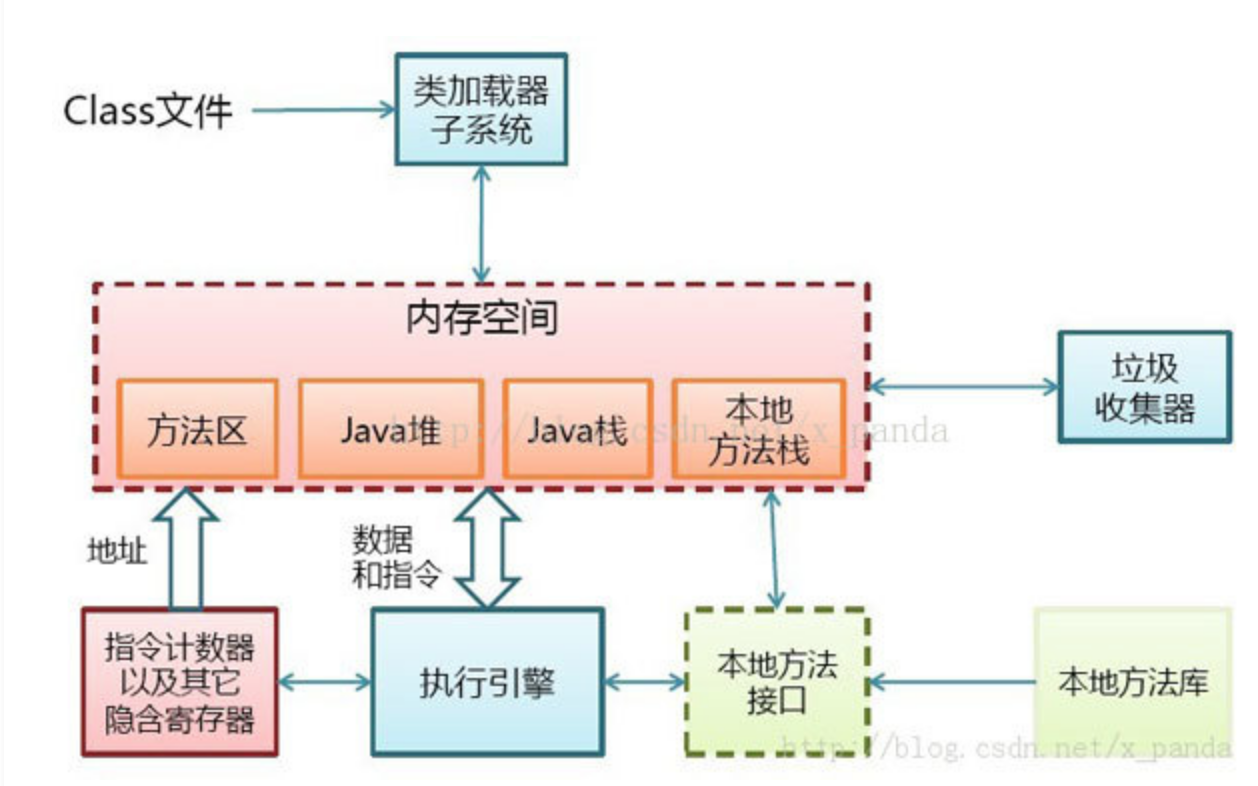 Class文件
类加载器
子系统
内存空间
方法区
Java堆
Java栈
本地
方法栈
http://blog.csdn.net/x_panda
垃圾
收集器
地址
数据
和指令
指令计数器
以及其它
隐含寄存器
执行引擎
本地方法
接口
本地方法库
http://blog.csdn.net/x_panda